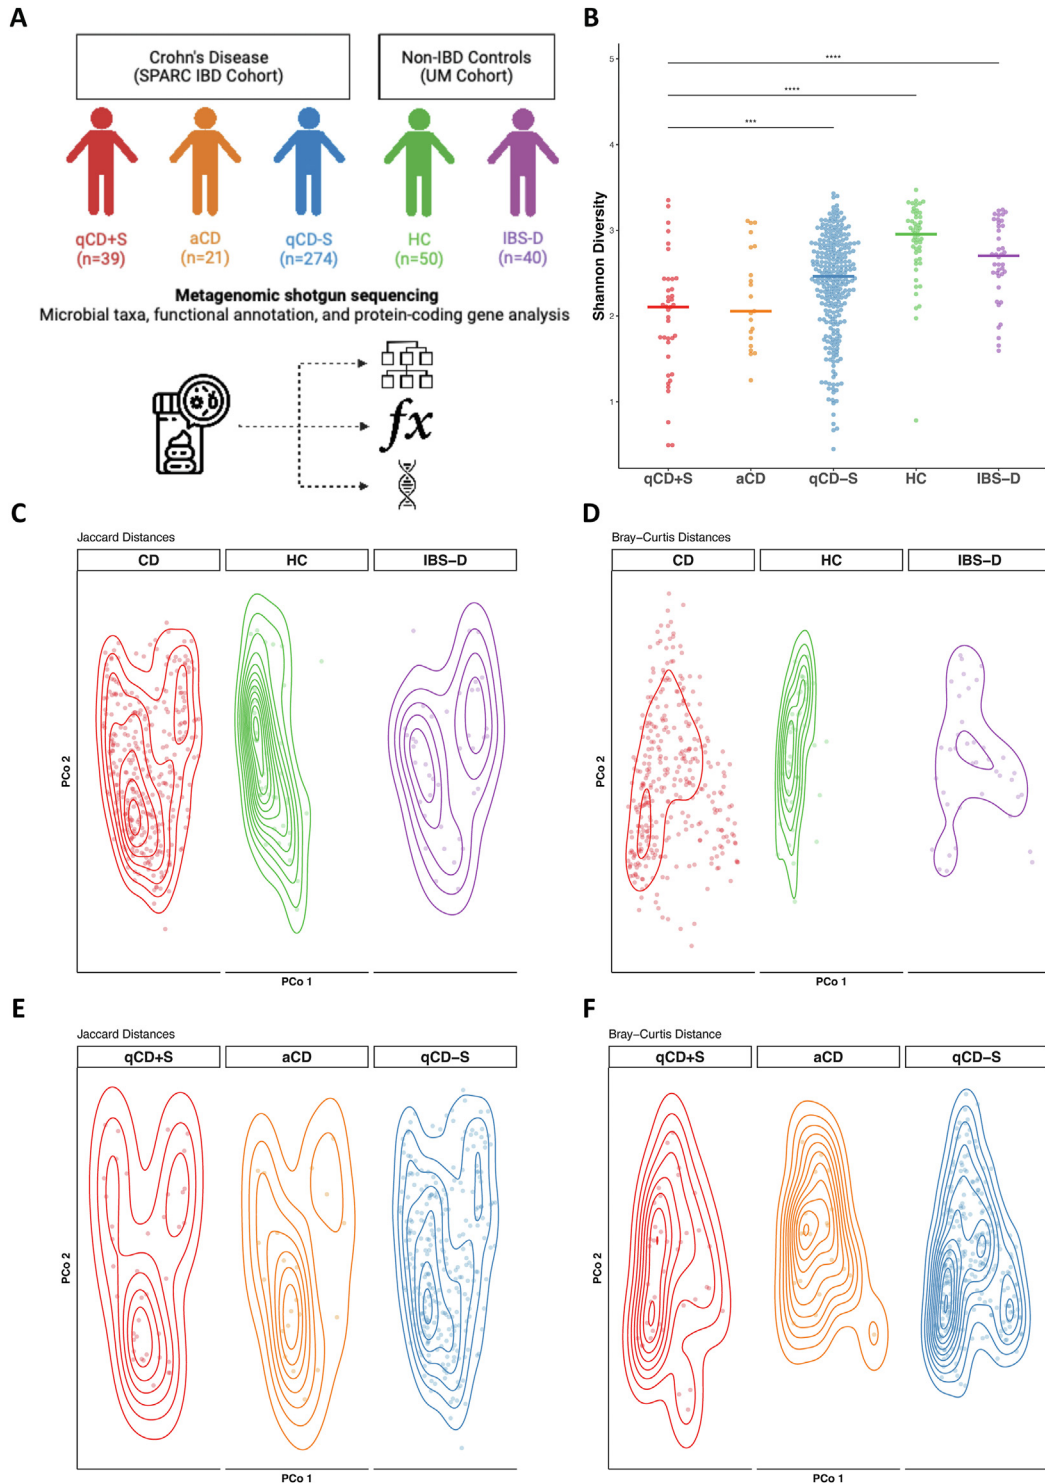 A
Crohn's Disease
(SPARC IBD Cohort)
Non-IBD Controls
(UM Cohort)
qCD+S
(n=39)
aCD
(n=21)
qCD-S
(n=274)
HC
(n=50)
IBS-D
(n=40)
Metagenomic shotgun sequencing
Microbial taxa, functional annotation, and protein-coding gene analysis
fx
B
Shannon Diversity
5
4
3
2
1
****
****
***
qCD+S
aCD
qCD−S
HC
IBS−D
C
Jaccard Distances
CD
HC
IBS−D
PCo 2
PCo 1
D
Bray−Curtis Distances
CD
HC
IBS−D
PCo 2
PCo 1
E
Jaccard Distances
qCD+S
aCD
qCD−S
PCo 2
PCo 1
F
Bray−Curtis Distance
qCD+S
aCD
qCD−S
PCo 2
PCo 1